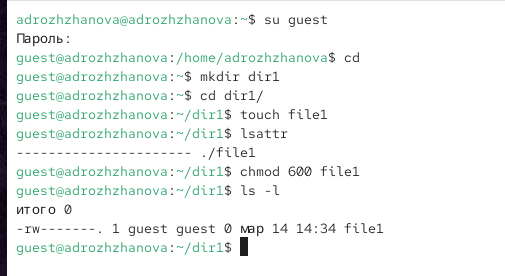 adrozhzhanova@adrozhzhanova:~$ su guest
Пароль:
guest@adrozhzhanova:/home/adrozhzhanova$ cd
guest@adrozhzhanova:~$ mkdir dir1
guest@adrozhzhanova:~$ cd dir1/
guest@adrozhzhanova:~/dir1$ touch file1
guest@adrozhzhanova:~/dir1$ lsattr
---------------------- ./file1
guest@adrozhzhanova:~/dir1$ chmod 600 file1
guest@adrozhzhanova:~/dir1$ ls -l
итого 0
-rw-------. 1 guest guest 0 мар 14 14:34 file1
guest@adrozhzhanova:~/dir1$